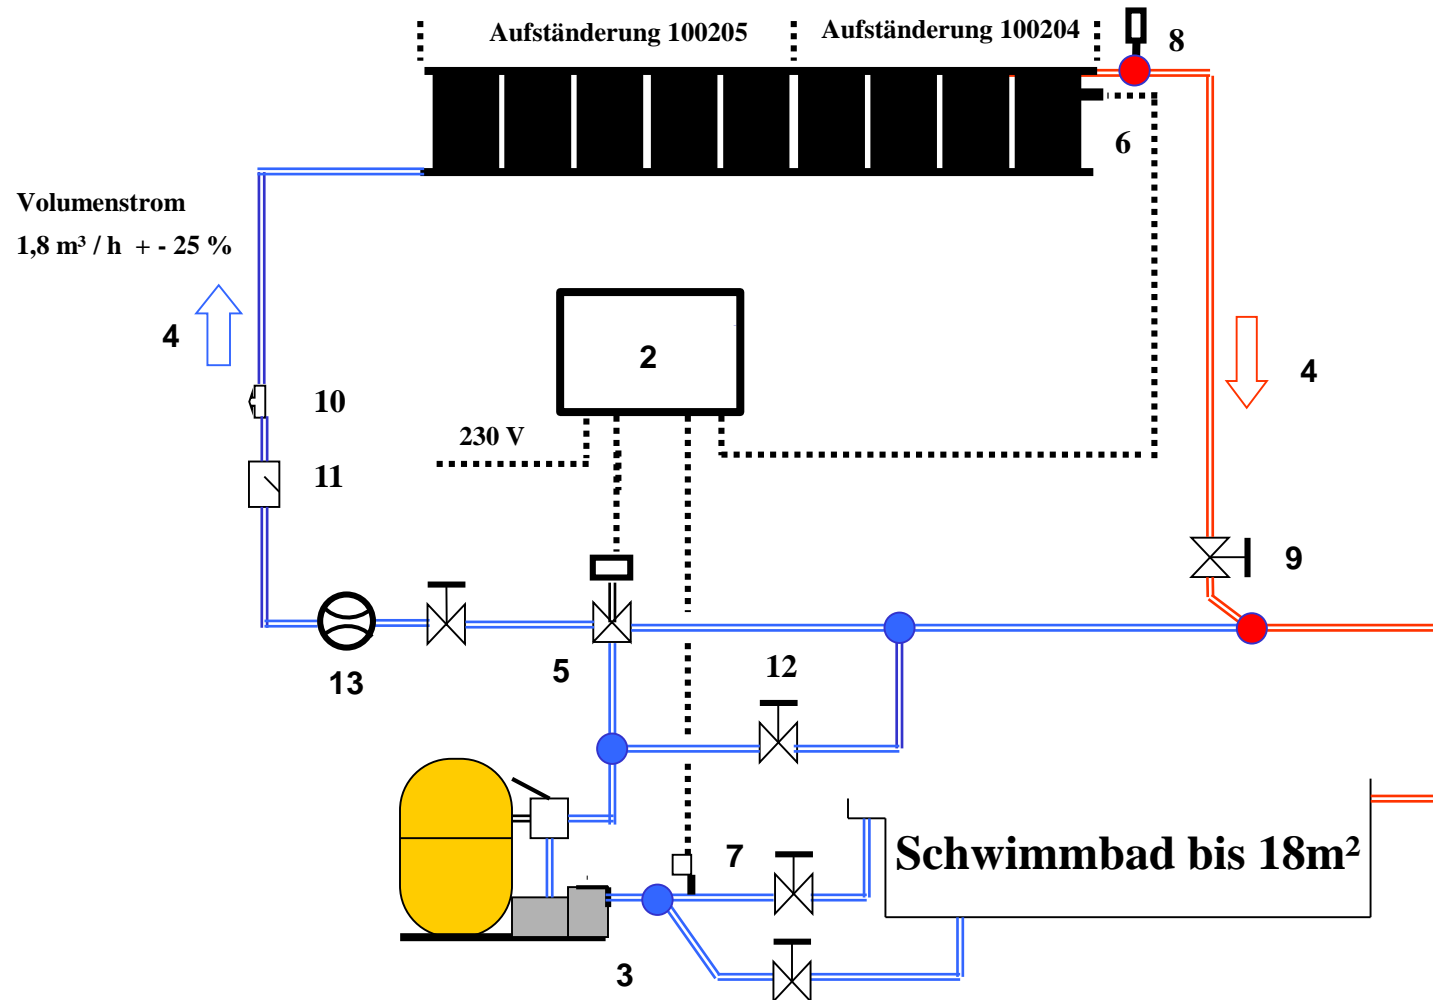 Aufständerung 100205
Aufständerung 100204
8
6
Volumenstrom
1,8 m³ / h + - 25 %
4
2
4
10
230 V
11
9
5
12
13
7
Schwimmbad bis 18m²
3